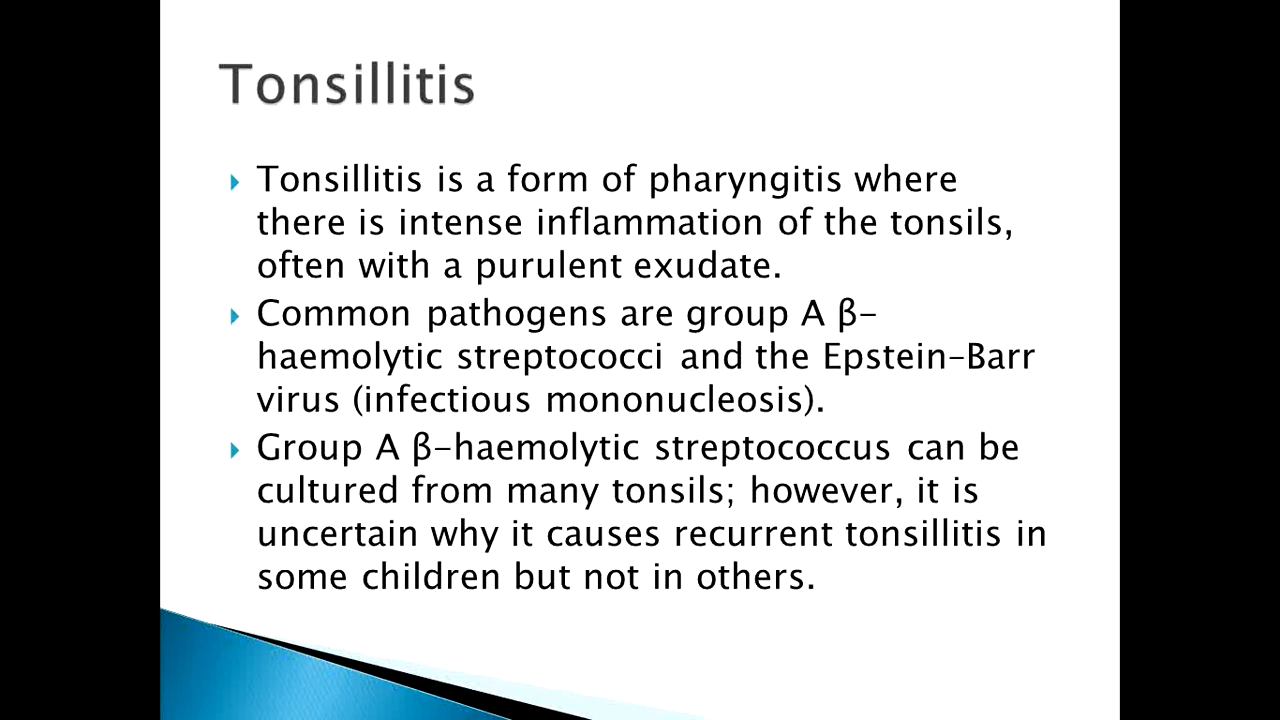 Tonsillitis
Tonsillitis is a form of pharyngitis where
there is intense inflammation of the tonsils,
often with a purulent exudate.
Common pathogens are group A β-
haemolytic streptococci and the Epstein-Barr
virus (infectious mononucleosis).
Group A β-haemolytic streptococcus can be
cultured from many tonsils; however, it is
uncertain why it causes recurrent tonsillitis in
some children but not in others.